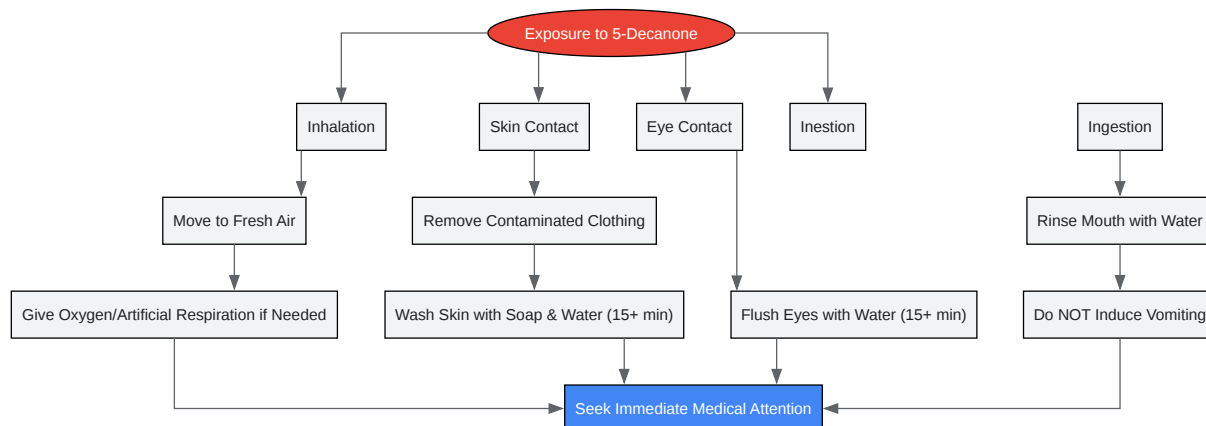 Exposure to 5-Decanone
Inhalation
Skin Contact
Eye Contact
Inestion
Ingestion
Move to Fresh Air
Remove Contaminated Clothing
Rinse Mouth with Water
Give Oxygen/Artificial Respiration if Needed
Wash Skin with Soap & Water (15+ min)
Flush Eyes with Water (15+ min)
Do NOT Induce Vomiting
Seek Immediate Medical Attention